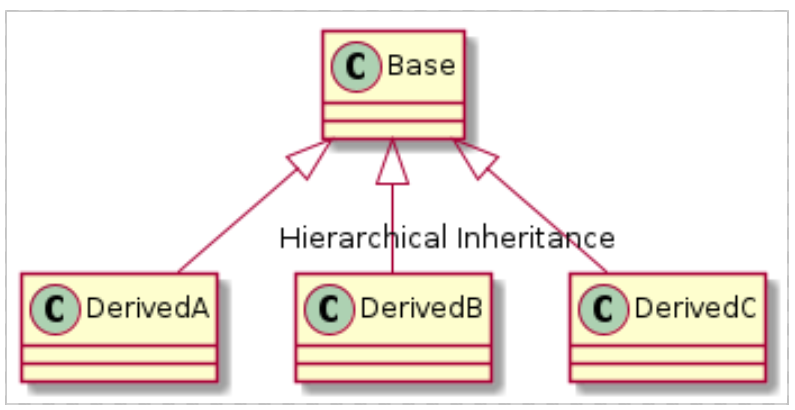 C Base
Hierarchical Inheritance
C DerivedA
C DerivedB
C DerivedC